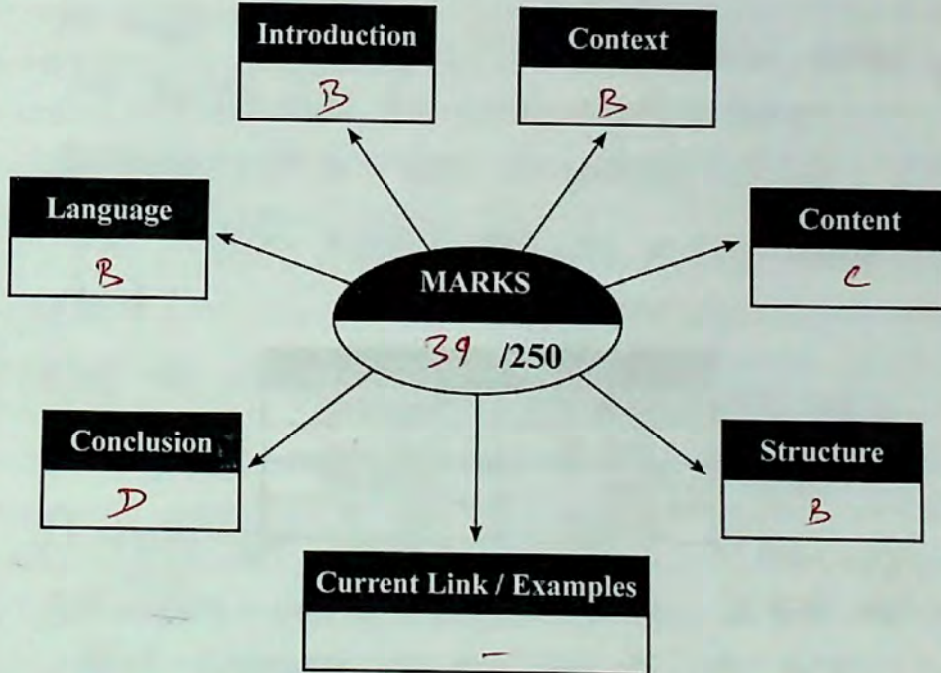 Introduction
B
Context
B
Language
B
Content
C
MARKS
39 /250
Conclusion
D
Structure
B
Current Link / Examples
-